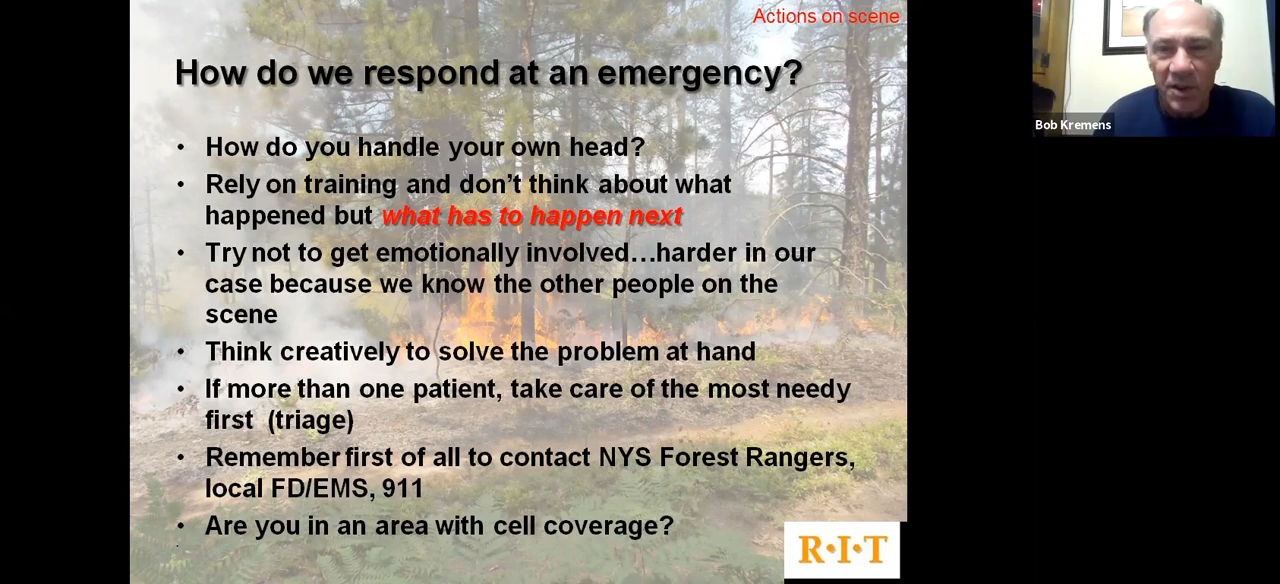 Actions on scene
How do we respond at an emergency?
• How do you handle your own head?
• Rely on training and don't think about what
happened but what has to happen next
• Try not to get emotionally involved…harder in our
case because we know the other people on the
scene
• Think creatively to solve the problem at hand
• If more than one patient, take care of the most needy
first (triage)
• Remember first of all to contact NYS Forest Rangers,
local FD/EMS, 911
• Are you in an area with cell coverage?
R·I·T
Bob Kremens